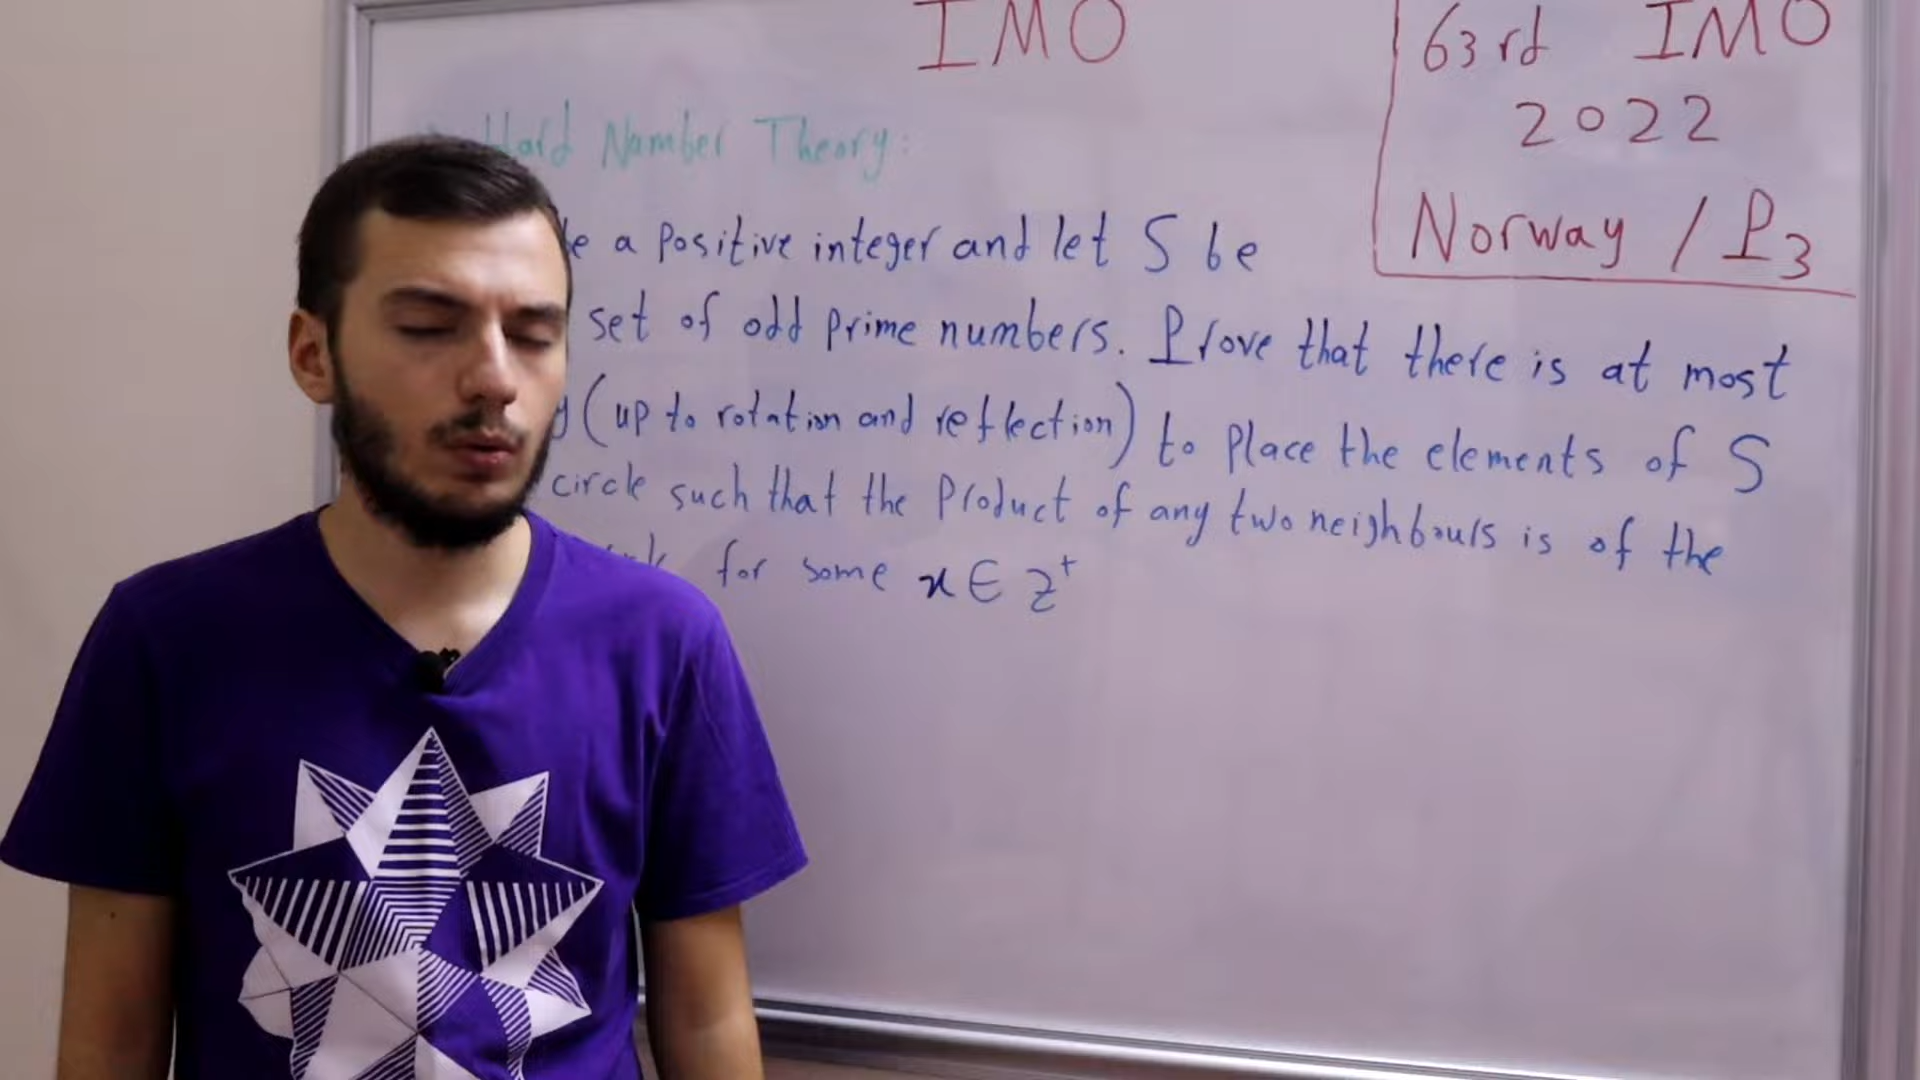 IMO
63rd IMO
2022
Norway / P3
Hard Number Theory:
be a positive integer and let S be
set of odd prime numbers. Prove that there is at most
(up to rotation and reflection) to place the elements of S
circle such that the product of any two neighbours is of the
for some x ∈ Z⁺